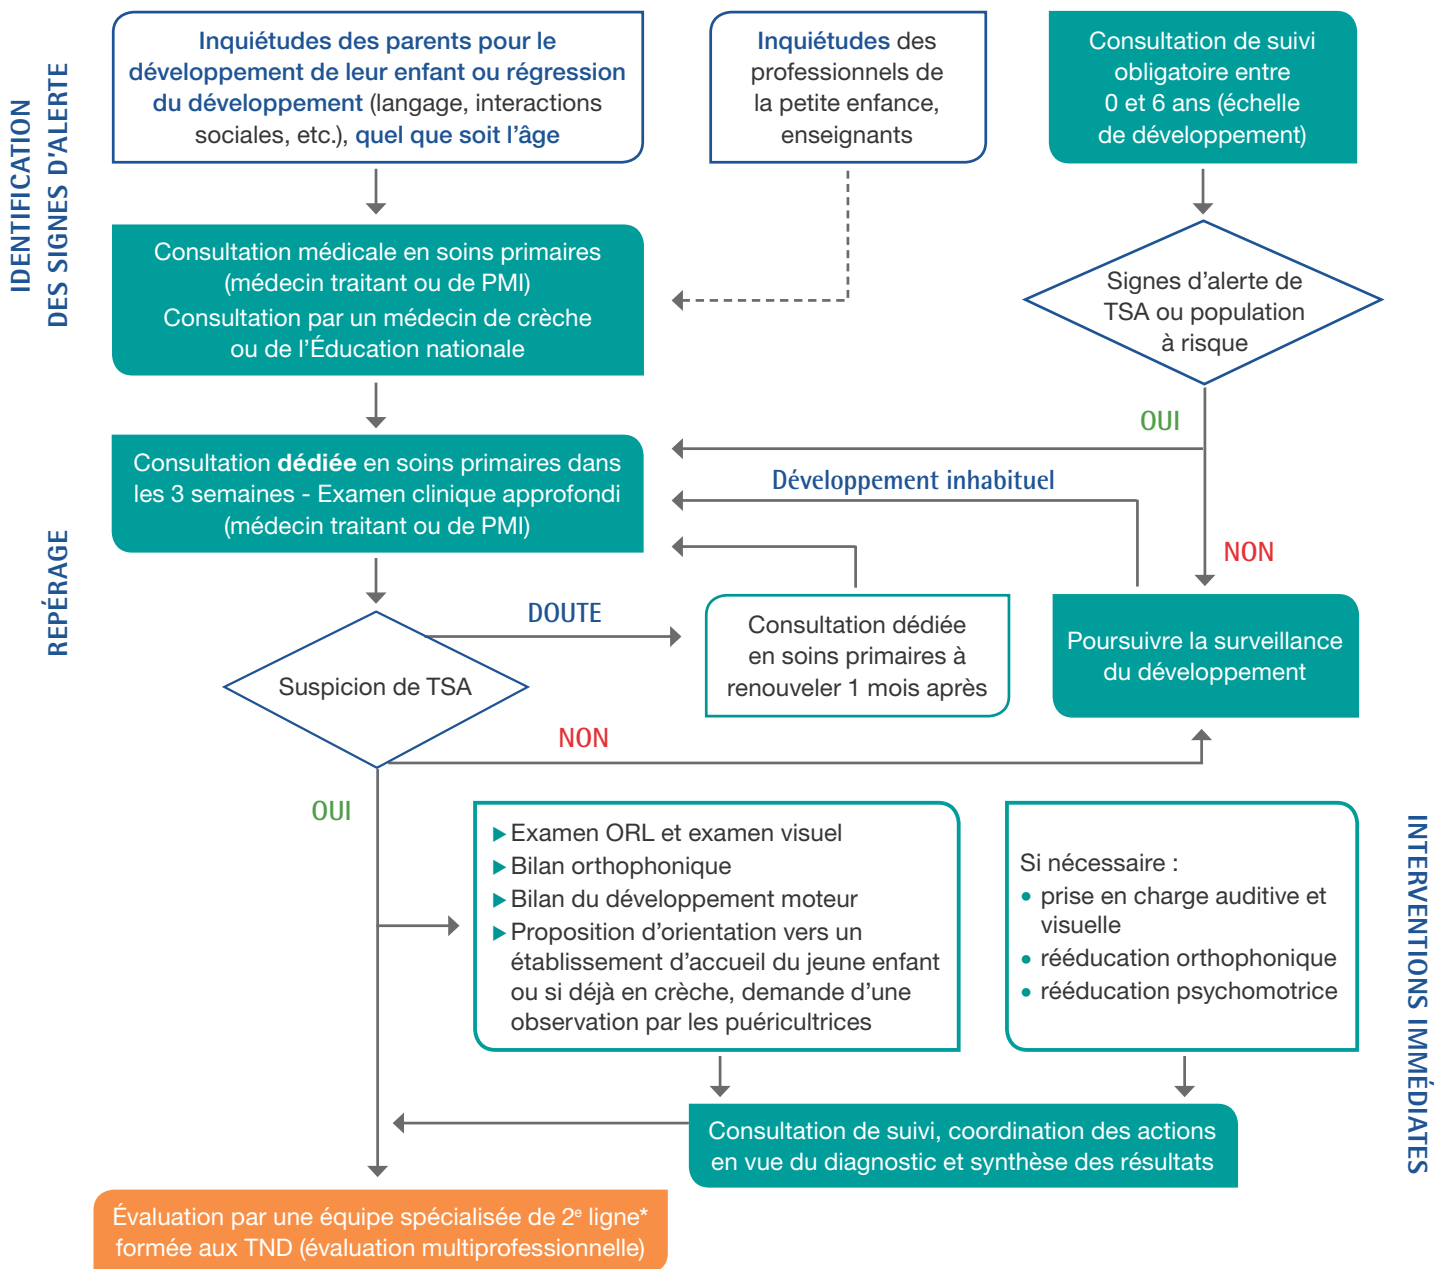 IDENTIFICATION
DES SIGNES D'ALERTE
Inquiétudes des parents pour le
développement de leur enfant ou régression
du développement (langage, interactions
sociales, etc.), quel que soit l'âge
Inquiétudes des
professionnels de
la petite enfance,
enseignants
Consultation de suivi
obligatoire entre
0 et 6 ans (échelle
de développement)
Consultation médicale en soins primaires
(médecin traitant ou de PMI)
Consultation par un médecin de crèche
ou de l'Éducation nationale
Signes d'alerte de
TSA ou population
à risque
OUI
NON
Développement inhabituel
REPÉRAGE
Consultation dédiée en soins primaires dans
les 3 semaines - Examen clinique approfondi
(médecin traitant ou de PMI)
Suspicion de TSA
DOUTE
Consultation dédiée
en soins primaires à
renouveler 1 mois après
Poursuivre la surveillance
du développement
NON
OUI
▶ Examen ORL et examen visuel
▶ Bilan orthophonique
▶ Bilan du développement moteur
▶ Proposition d'orientation vers un
établissement d'accueil du jeune enfant
ou si déjà en crèche, demande d'une
observation par les puéricultrices
Si nécessaire :
• prise en charge auditive et
visuelle
• rééducation orthophonique
• rééducation psychomotrice
INTERVENTIONS IMMÉDIATES
Consultation de suivi, coordination des actions
en vue du diagnostic et synthèse des résultats
Évaluation par une équipe spécialisée de 2e ligne*
formée aux TND (évaluation multiprofessionnelle)